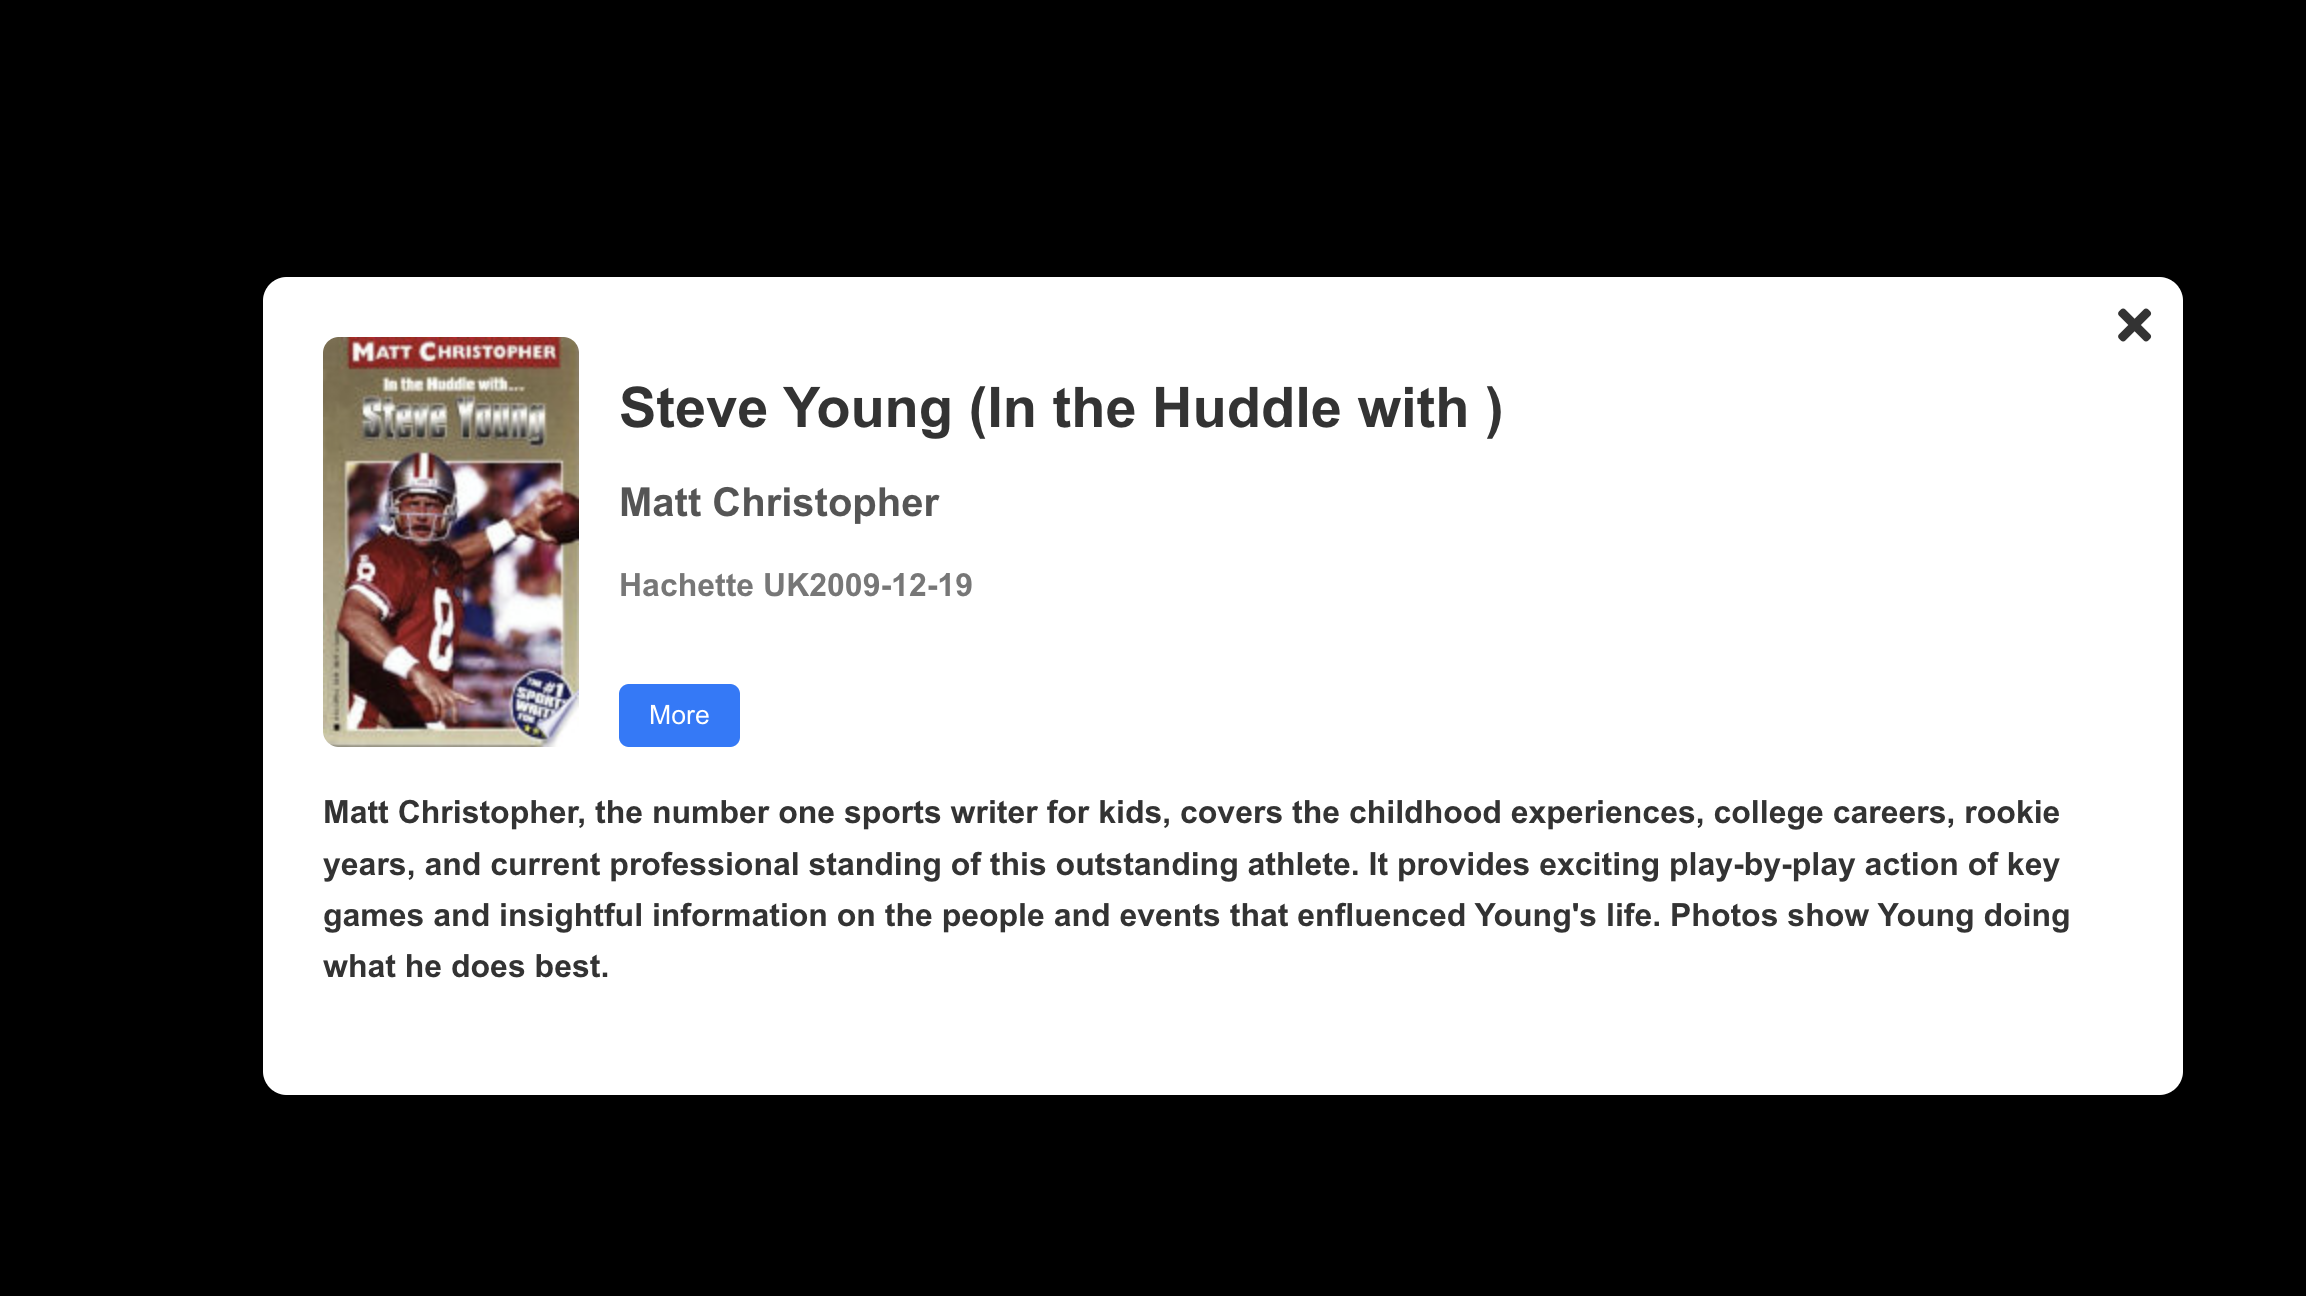 MATT CHRISTOPHER
In the Huddle with...
Steve Young
8
8
THE #1
SPORT
WRIT
FOR
Steve Young (In the Huddle with )
Matt Christopher
Hachette UK2009-12-19
More
Matt Christopher, the number one sports writer for kids, covers the childhood experiences, college careers, rookie
years, and current professional standing of this outstanding athlete. It provides exciting play-by-play action of key
games and insightful information on the people and events that enfluenced Young's life. Photos show Young doing
what he does best.